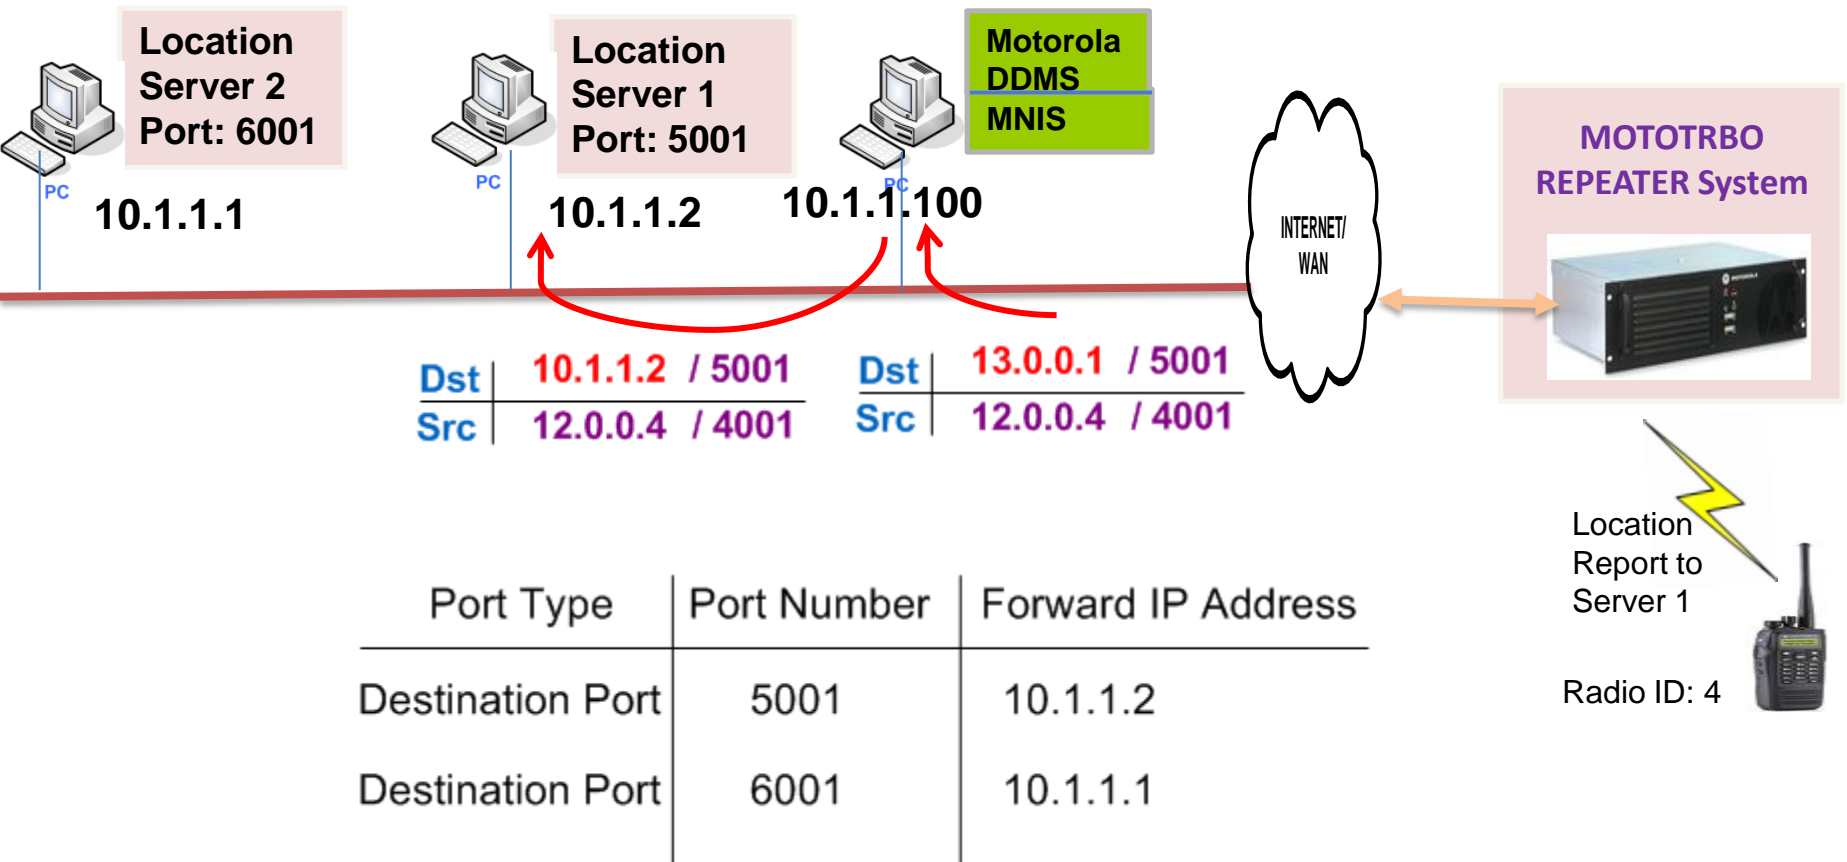 Location
Server 2
Port: 6001
PC
10.1.1.1
Location
Server 1
Port: 5001
PC
10.1.1.2
Motorola
DDMS
MNIS
PC
10.1.1.100
INTERNET/
WAN
MOTOTRBO
REPEATER System
MOTOROLA
Dst 10.1.1.2 / 5001
Src 12.0.0.4 / 4001
Dst 13.0.0.1 / 5001
Src 12.0.0.4 / 4001
Location
Report to
Server 1
Radio ID: 4
Port Type Port Number Forward IP Address
Destination Port 5001 10.1.1.2
Destination Port 6001 10.1.1.1